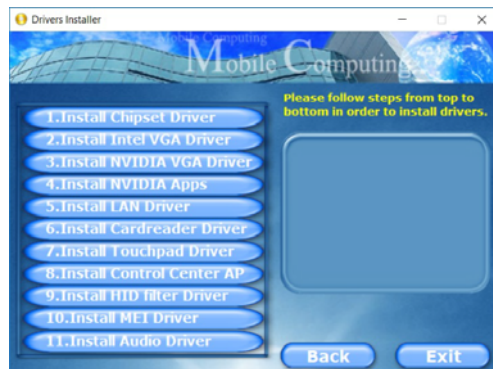 Drivers Installer
Mobile Computing
Mobile Computing
Please follow steps from top to
bottom in order to install drivers.
1.Install Chipset Driver
2.Install Intel VGA Driver
3.Install NVIDIA VGA Driver
4.Install NVIDIA Apps
5.Install LAN Driver
6.Install Cardreader Driver
7.Install Touchpad Driver
8.Install Control Center AP
9.Install HID filter Driver
10.Install MEI Driver
11.Install Audio Driver
Back
Exit